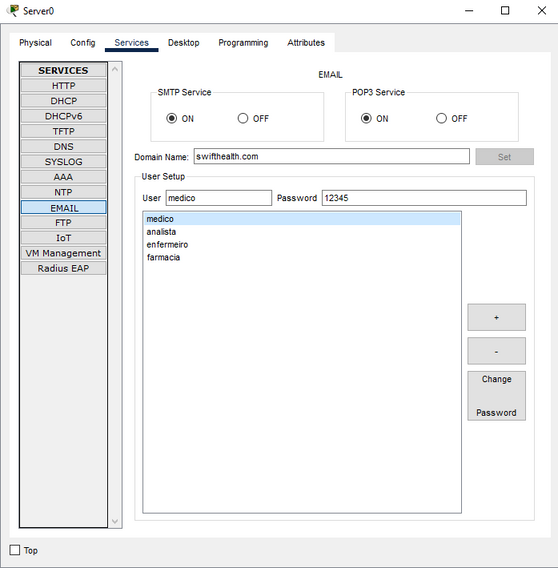 Server0
Physical Config Services Desktop Programming Attributes
SERVICES
HTTP
DHCP
DHCPv6
TFTP
DNS
SYSLOG
AAA
NTP
EMAIL
FTP
IoT
VM Management
Radius EAP
EMAIL
SMTP Service
ON OFF
POP3 Service
ON OFF
Domain Name: swifthealth.com Set
User Setup
User medico Password 12345
medico
analista
enfermeiro
farmacia
+
-
Change
Password
Top